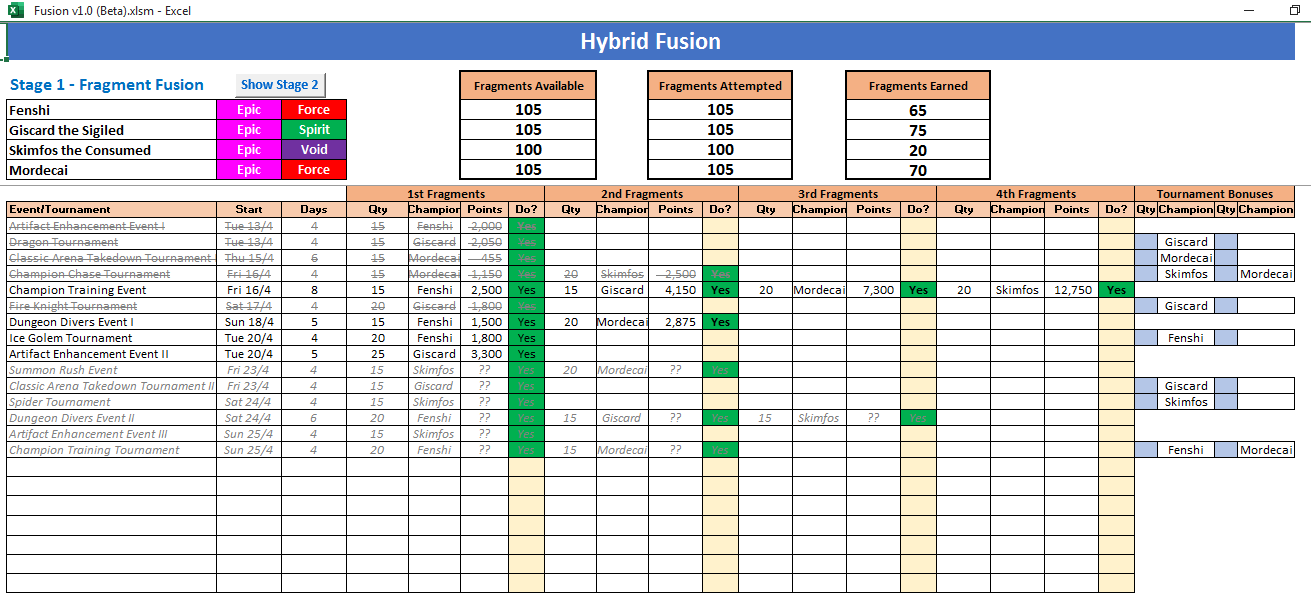 Fusion v1.0 (Beta).xlsm - Excel
Hybrid Fusion
Stage 1 - Fragment Fusion Show Stage 2 Fragments Available Fragments Attempted Fragments Earned
Fenshi Epic Force 105 105 65
Giscard the Sigiled Epic Spirit 105 105 75
Skimfos the Consumed Epic Void 100 100 20
Mordecai Epic Force 105 105 70
1st Fragments 2nd Fragments 3rd Fragments 4th Fragments Tournament Bonuses
Event/Tournament Start Days Qty Champion Points Do? Qty Champion Points Do? Qty Champion Points Do? Qty Champion Points Do? Qty Champion Qty Champion
Artifact Enhancement Event I Tue 13/4 4 15 Fenshi 2,000 Yes
Dragon Tournament Tue 13/4 4 15 Giscard 2,050 Yes Giscard
Classic Arena Takedown Tournament Thu 15/4 6 15 Mordecai 455 Yes Mordecai
Champion Chase Tournament Fri 16/4 4 15 Mordecai 1,150 Yes 20 Skimfos 2,500 Yes Skimfos Mordecai
Champion Training Event Fri 16/4 8 15 Fenshi 2,500 Yes 15 Giscard 4,150 Yes 20 Mordecai 7,300 Yes 20 Skimfos 12,750 Yes
Fire Knight Tournament Sat 17/4 4 20 Giscard 1,800 Yes Giscard
Dungeon Divers Event I Sun 18/4 5 15 Fenshi 1,500 Yes 20 Mordecai 2,875 Yes
Ice Golem Tournament Tue 20/4 4 20 Fenshi 1,800 Yes Fenshi
Artifact Enhancement Event II Tue 20/4 5 25 Giscard 3,300 Yes
Summon Rush Event Fri 23/4 4 15 Skimfos ?? Yes 20 Mordecai ?? Yes
Classic Arena Takedown Tournament II Fri 23/4 4 15 Giscard ?? Yes Giscard
Spider Tournament Sat 24/4 4 15 Skimfos ?? Yes Skimfos
Dungeon Divers Event II Sat 24/4 6 20 Fenshi ?? Yes 15 Giscard ?? Yes 15 Skimfos ?? Yes
Artifact Enhancement Event III Sun 25/4 4 15 Skimfos ?? Yes
Champion Training Tournament Sun 25/4 4 20 Fenshi ?? Yes 15 Mordecai ?? Yes Fenshi Mordecai